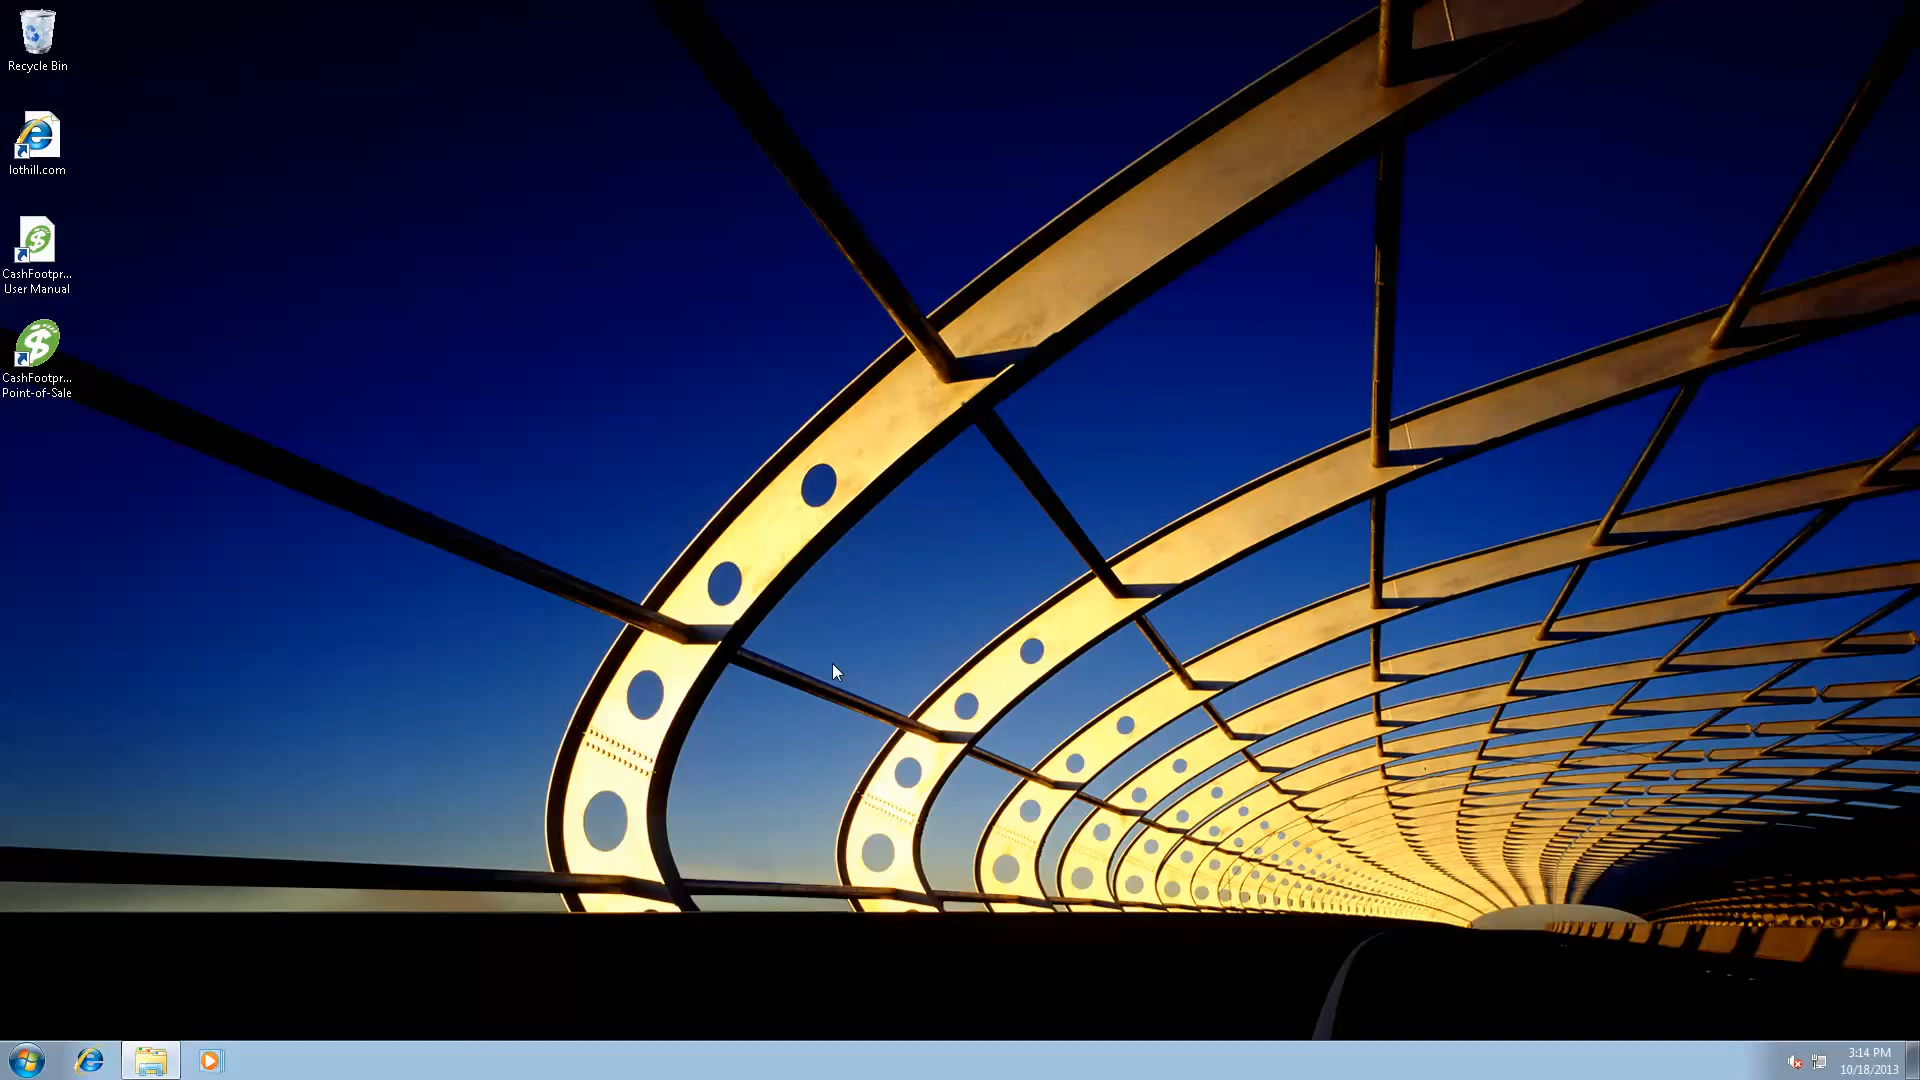 Recycle Bin
lothill.com
CashFootpr...
User Manual
CashFootpr...
Point-of-Sale
3:14 PM
10/18/2013